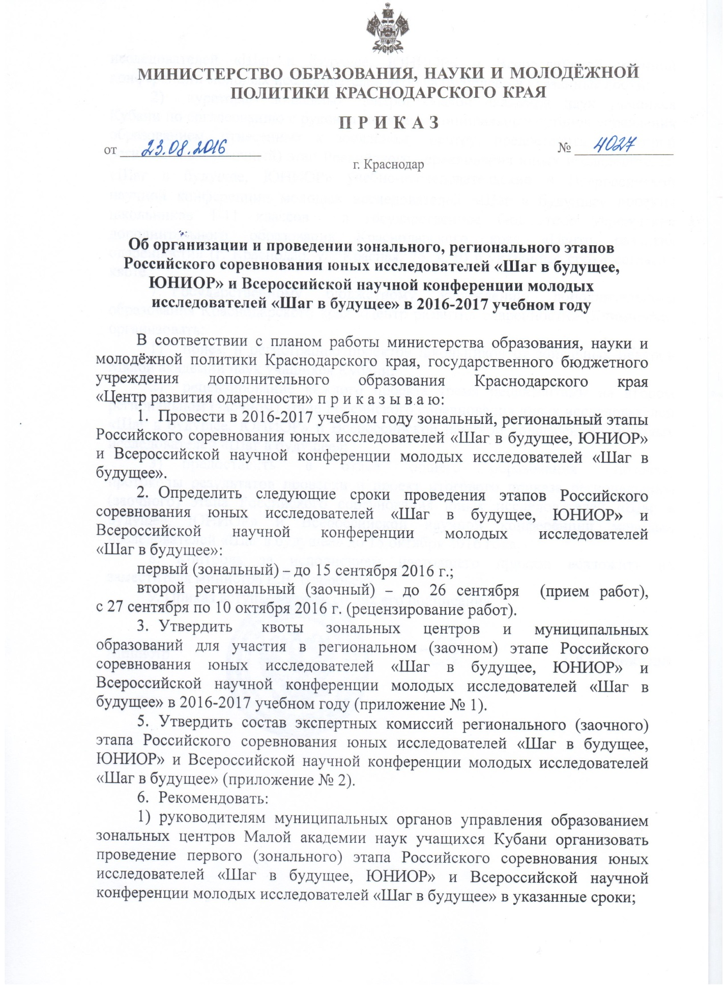 МИНИСТЕРСТВО ОБРАЗОВАНИЯ, НАУКИ И МОЛОДЁЖНОЙ
ПОЛИТИКИ КРАСНОДАРСКОГО КРАЯ
П Р И К А З
от 23.08.2016 № 4027
г. Краснодар
Об организации и проведении зонального, регионального этапов
Российского соревнования юных исследователей «Шаг в будущее,
ЮНИОР» и Всероссийской научной конференции молодых
исследователей «Шаг в будущее» в 2016-2017 учебном году
В соответствии с планом работы министерства образования, науки и
молодёжной политики Краснодарского края, государственного бюджетного
учреждения дополнительного образования Краснодарского края
«Центр развития одаренности» п р и к а з ы в а ю:
1. Провести в 2016-2017 учебном году зональный, региональный этапы
Российского соревнования юных исследователей «Шаг в будущее, ЮНИОР»
и Всероссийской научной конференции молодых исследователей «Шаг в
будущее».
2. Определить следующие сроки проведения этапов Российского
соревнования юных исследователей «Шаг в будущее, ЮНИОР» и
Всероссийской научной конференции молодых исследователей
«Шаг в будущее»:
первый (зональный) – до 15 сентября 2016 г.;
второй региональный (заочный) – до 26 сентября (прием работ),
с 27 сентября по 10 октября 2016 г. (рецензирование работ).
3. Утвердить квоты зональных центров и муниципальных
образований для участия в региональном (заочном) этапе Российского
соревнования юных исследователей «Шаг в будущее, ЮНИОР» и
Всероссийской научной конференции молодых исследователей «Шаг в
будущее» в 2016-2017 учебном году (приложение № 1).
5. Утвердить состав экспертных комиссий регионального (заочного)
этапа Российского соревнования юных исследователей «Шаг в будущее,
ЮНИОР» и Всероссийской научной конференции молодых исследователей
«Шаг в будущее» (приложение № 2).
6. Рекомендовать:
1) руководителям муниципальных органов управления образованием
зональных центров Малой академии наук учащихся Кубани организовать
проведение первого (зонального) этапа Российского соревнования юных
исследователей «Шаг в будущее, ЮНИОР» и Всероссийской научной
конференции молодых исследователей «Шаг в будущее» в указанные сроки;